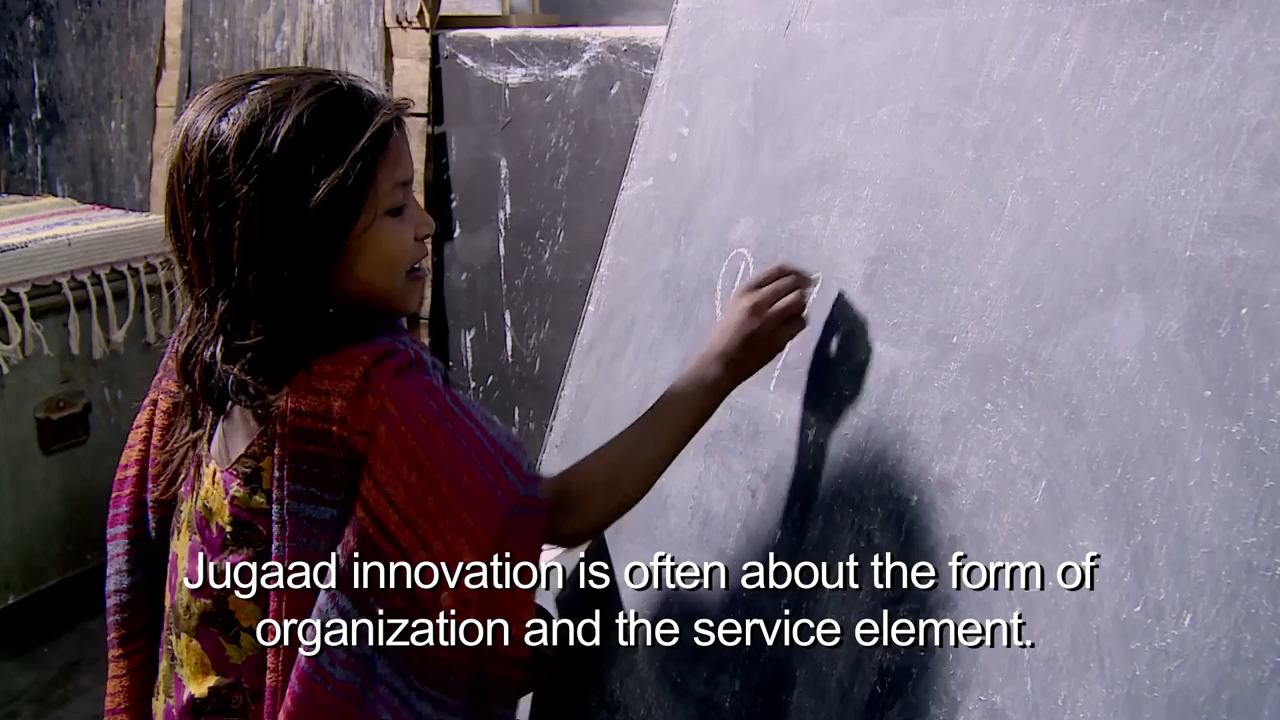 Jugaad innovation is often about the form of
organization and the service element.